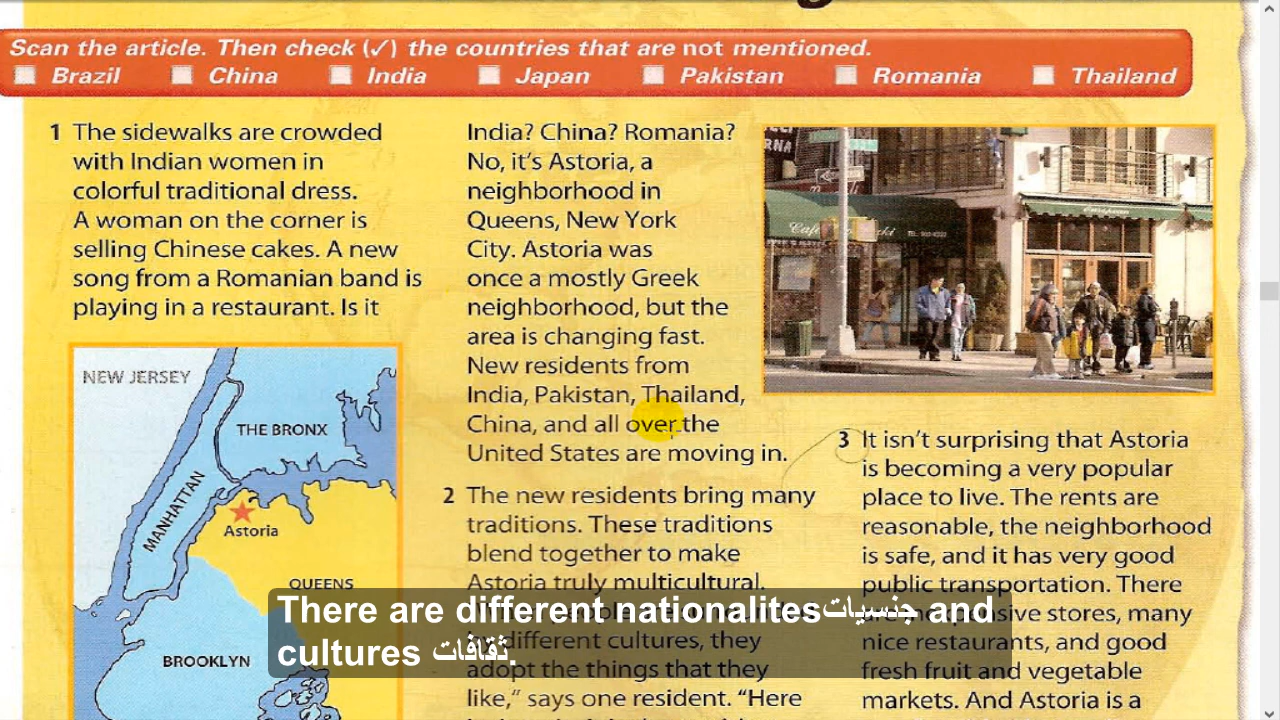 Scan the article. Then check (✓) the countries that are not mentioned.
Brazil China India Japan Pakistan Romania Thailand
1 The sidewalks are crowded
with Indian women in
colorful traditional dress.
A woman on the corner is
selling Chinese cakes. A new
song from a Romanian band is
playing in a restaurant. Is it
NEW JERSEY
THE BRONX
MANHATTAN
Astoria
QUEENS
BROOKLYN
India? China? Romania?
No, it's Astoria, a
neighborhood in
Queens, New York
City. Astoria was
once a mostly Greek
neighborhood, but the
area is changing fast.
New residents from
India, Pakistan, Thailand,
China, and all over the
United States are moving in.
2 The new residents bring many
traditions. These traditions
blend together to make
Astoria truly multicultural.
different cultures, they
adopt the things that they
like," says one resident. "Here
3 It isn't surprising that Astoria
is becoming a very popular
place to live. The rents are
reasonable, the neighborhood
is safe, and it has very good
public transportation. There
stores, many
nice restaurants, and good
fresh fruit and vegetable
markets. And Astoria is a
There are different nationalites جنسيات and
cultures ثقافات.